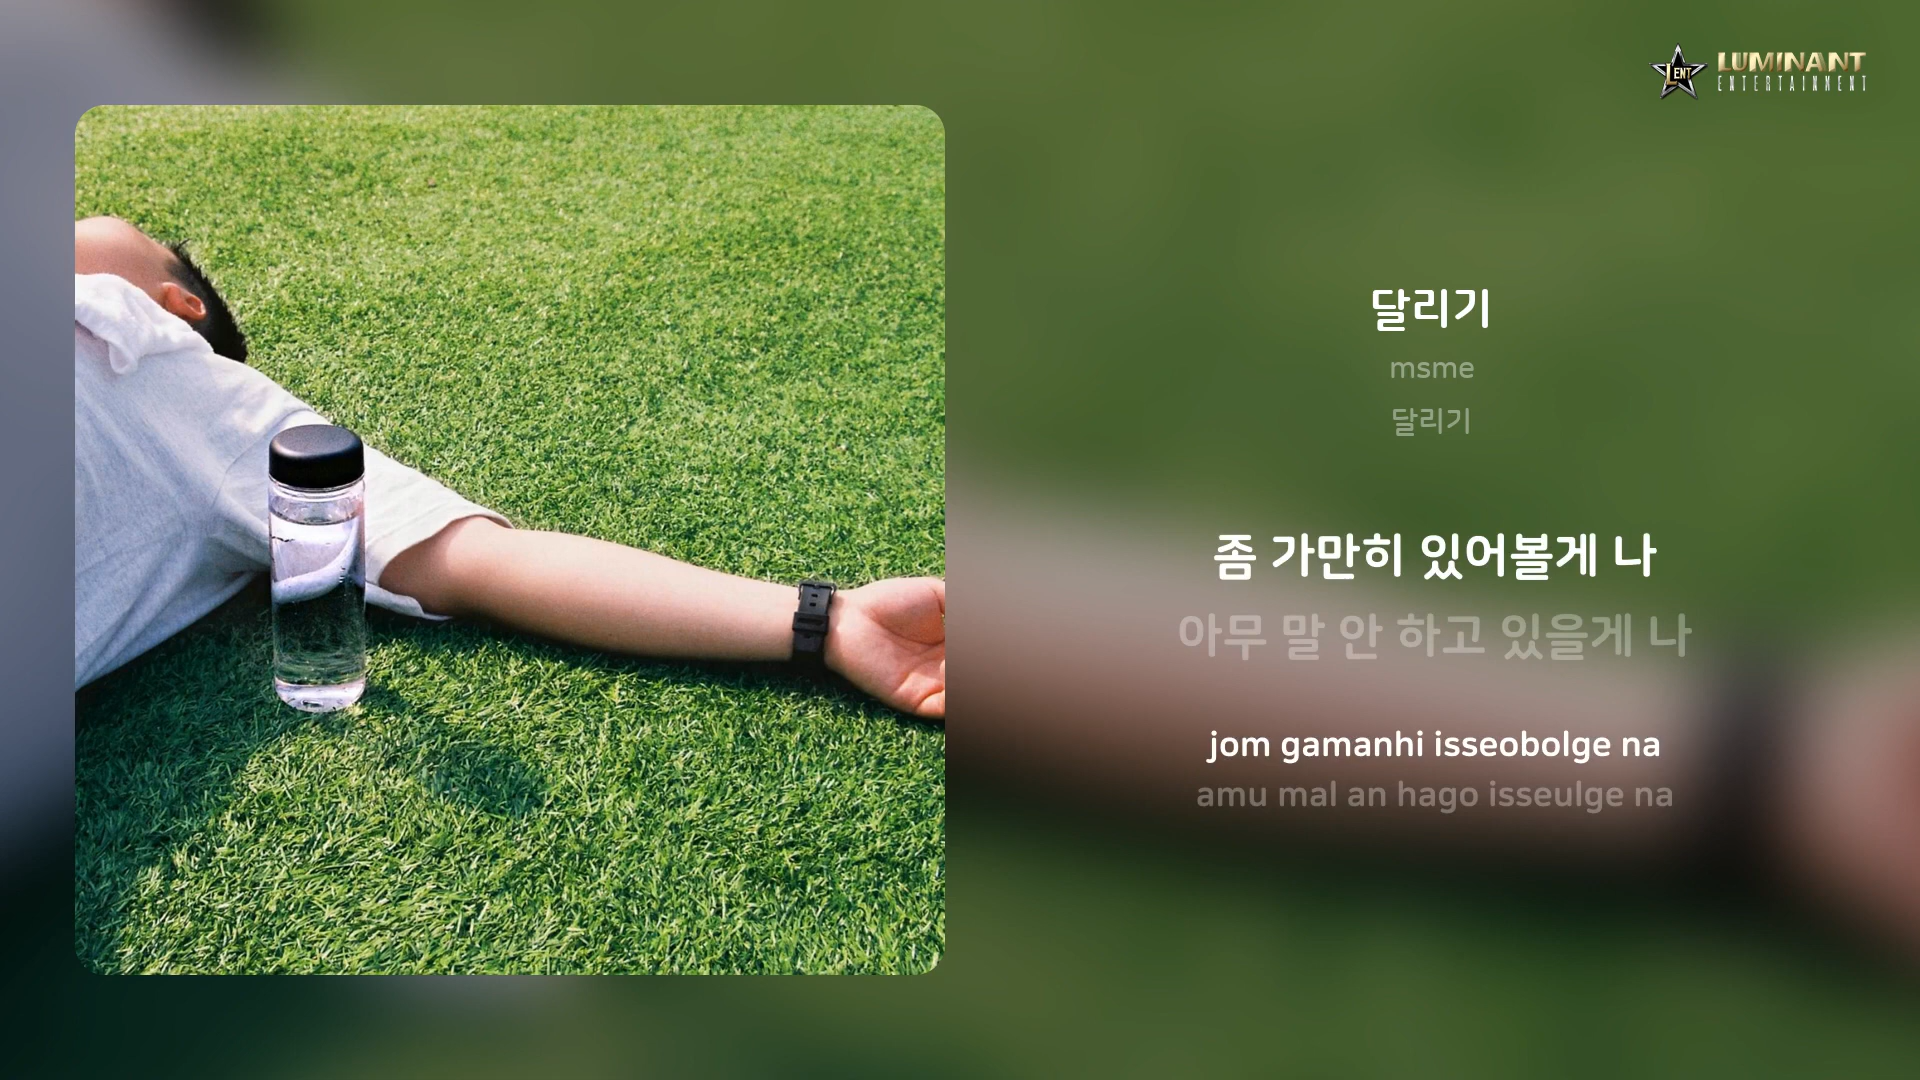 LENT
LUMINANT
ENTERTAINMENT
달리기
msme
달리기
좀 가만히 있어볼게 나
아무 말 안 하고 있을게 나
jom gamanhi isseobolge na
amu mal an hago isseulge na